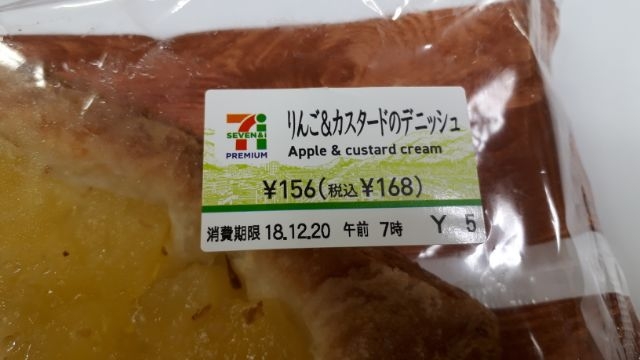 SEVEN&i
PREMIUM
りんご&カスタードのデニッシュ
Apple & custard cream
¥156(税込¥168)
消費期限 18.12.20 午前 7時 Y 5